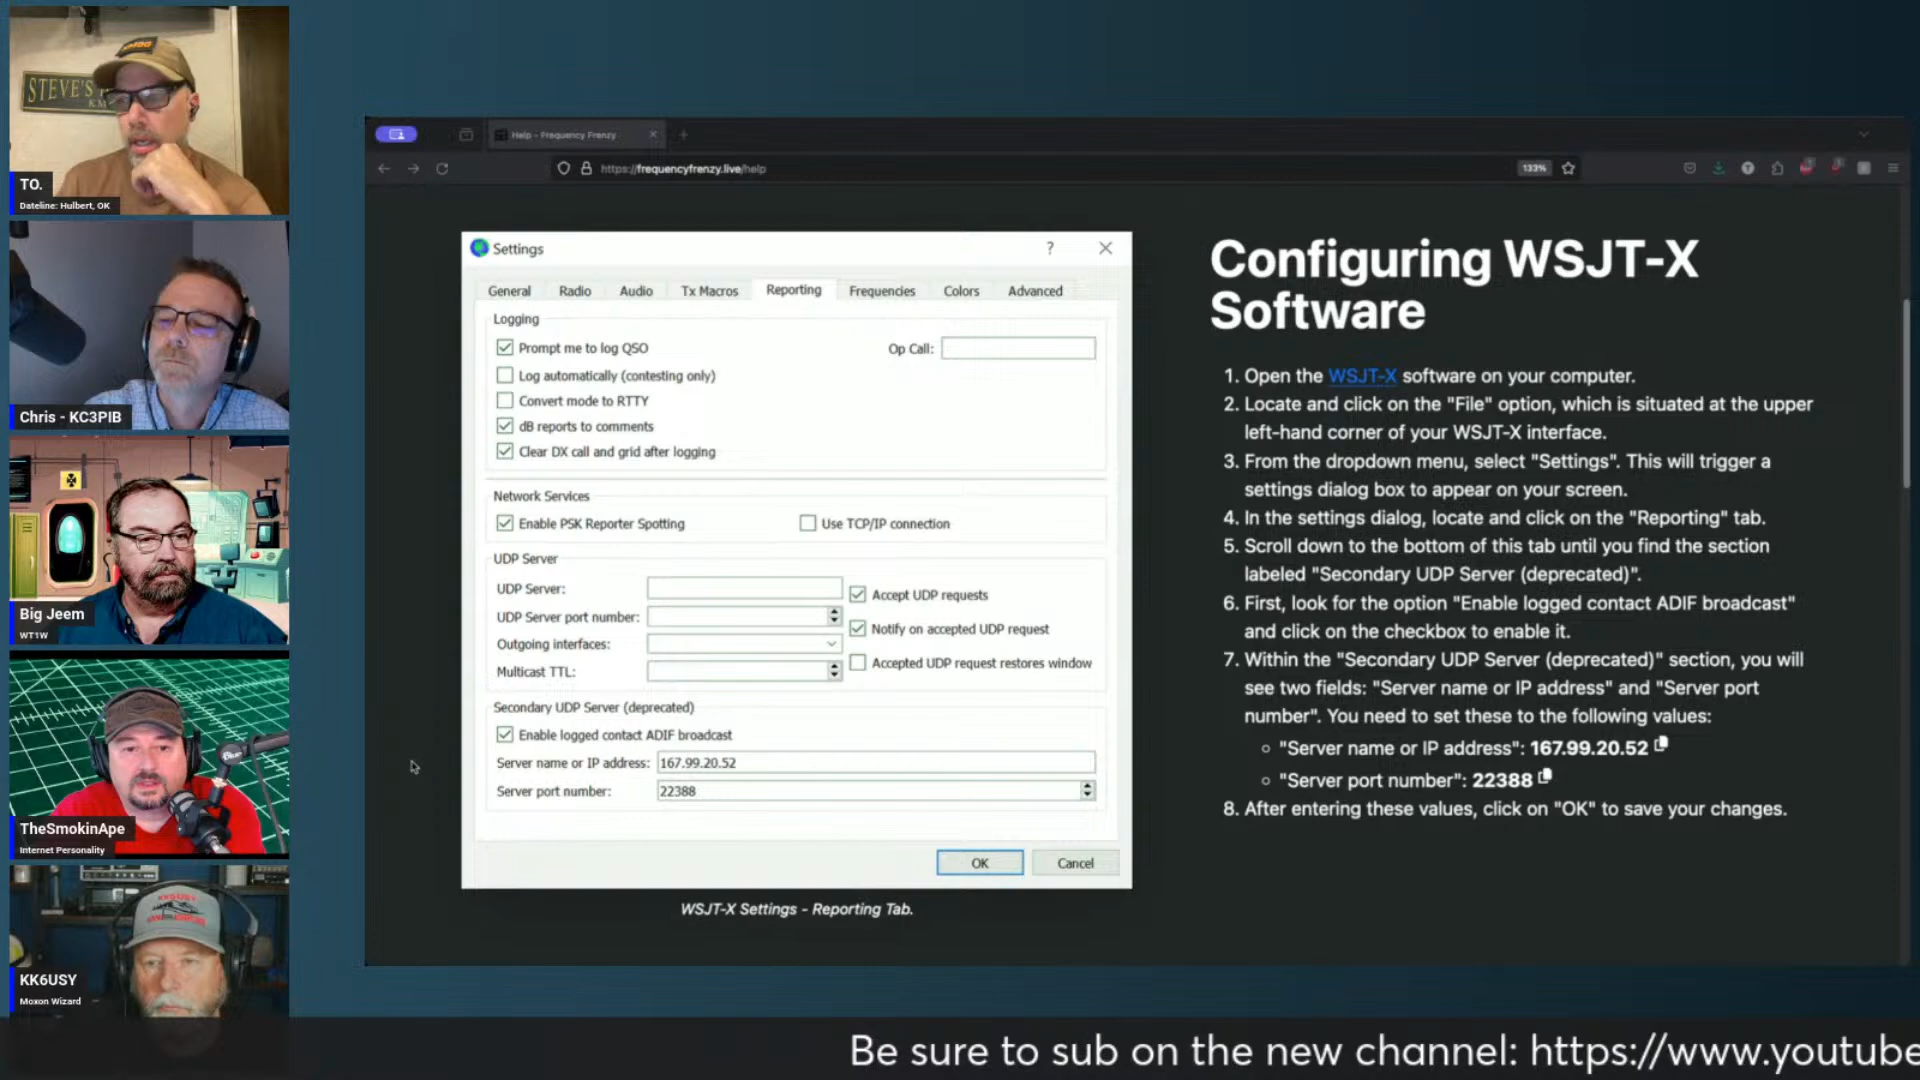 STEVE'S
KM
TO.
Dateline: Hulbert, OK
Chris - KC3PIB
Big Jeem
WT1W
Blue
TheSmokinApe
Internet Personality
KK6USY
KK6USY
Moxon Wizard
Help - Frequency Frenzy
https://frequencyfrenzy.live/help
133%
Settings
?
General Radio Audio Tx Macros Reporting Frequencies Colors Advanced
Logging
Prompt me to log QSO Op Call:
Log automatically (contesting only)
Convert mode to RTTY
dB reports to comments
Clear DX call and grid after logging
Network Services
Enable PSK Reporter Spotting Use TCP/IP connection
UDP Server
UDP Server: Accept UDP requests
UDP Server port number: Notify on accepted UDP request
Outgoing interfaces:
Accepted UDP request restores window
Multicast TTL:
Secondary UDP Server (deprecated)
Enable logged contact ADIF broadcast
Server name or IP address: 167.99.20.52
Server port number: 22388
OK Cancel
WSJT-X Settings - Reporting Tab.
Configuring WSJT-X
Software
1. Open the WSJT-X software on your computer.
2. Locate and click on the "File" option, which is situated at the upper
left-hand corner of your WSJT-X interface.
3. From the dropdown menu, select "Settings". This will trigger a
settings dialog box to appear on your screen.
4. In the settings dialog, locate and click on the "Reporting" tab.
5. Scroll down to the bottom of this tab until you find the section
labeled "Secondary UDP Server (deprecated)".
6. First, look for the option "Enable logged contact ADIF broadcast"
and click on the checkbox to enable it.
7. Within the "Secondary UDP Server (deprecated)" section, you will
see two fields: "Server name or IP address" and "Server port
number". You need to set these to the following values:
"Server name or IP address": 167.99.20.52
"Server port number": 22388
8. After entering these values, click on "OK" to save your changes.
Be sure to sub on the new channel: https://www.youtube